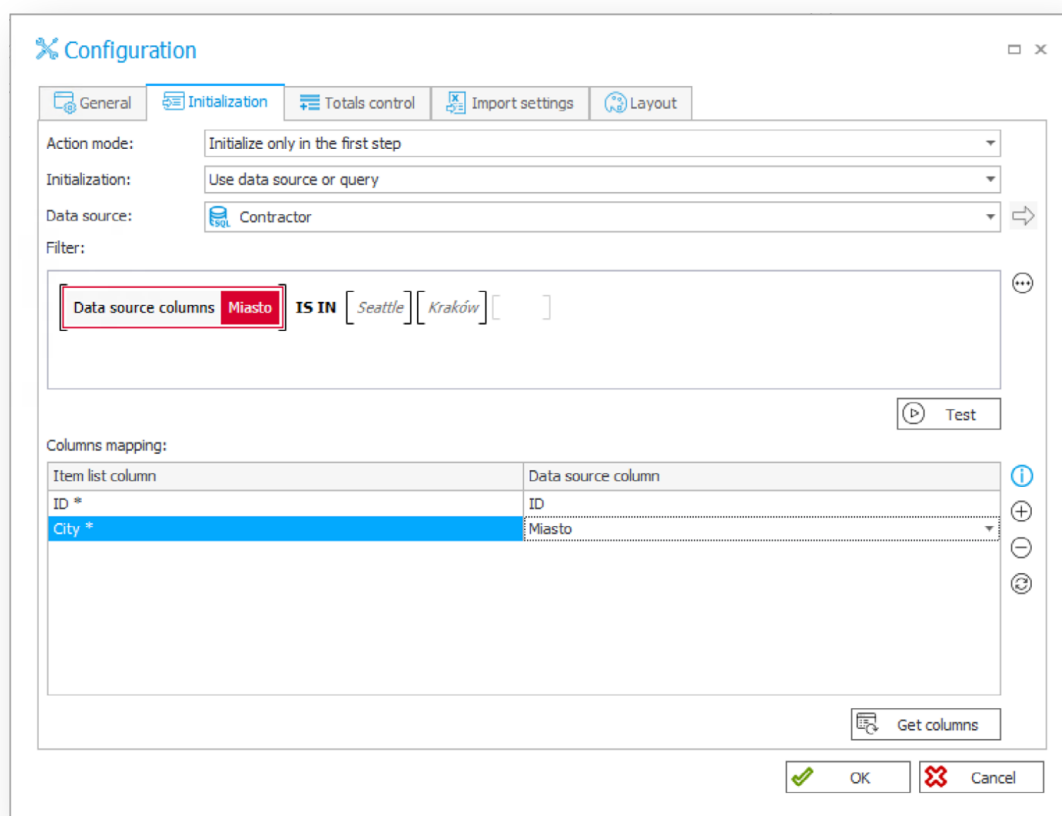 Configuration
General Initialization Totals control Import settings Layout
Action mode: Initialize only in the first step
Initialization: Use data source or query
Data source: SQL Contractor
Filter:
Data source columns Miasto IS IN Seattle Kraków
Test
Columns mapping:
Item list column Data source column
ID * ID
City * Miasto
Get columns
OK Cancel